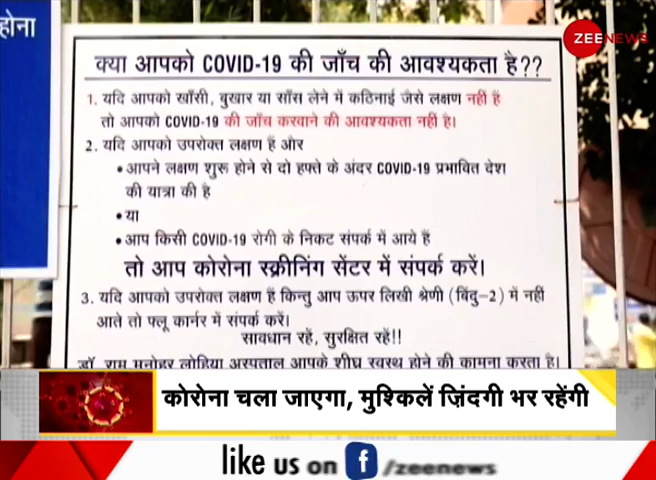 होना
ZEE NEWS
क्या आपको COVID-19 की जाँच की आवश्यकता है??
1. यदि आपको खाँसी, बुखार या साँस लेने में कठिनाई जैसे लक्षण नहीं हैं
तो आपको COVID-19 की जाँच करवाने की आवश्यकता नहीं है।
2. यदि आपको उपरोक्त लक्षण हैं और
• आपने लक्षण शुरू होने से दो हफ्ते के अंदर COVID-19 प्रभावित देश
की यात्रा की है
• या
• आप किसी COVID-19 रोगी के निकट संपर्क में आये हैं
तो आप कोरोना स्क्रीनिंग सेंटर में संपर्क करें।
3. यदि आपको उपरोक्त लक्षण हैं किन्तु आप ऊपर लिखी श्रेणी (बिंदु-2) में नहीं
आते तो फ्लू कार्नर में संपर्क करें।
सावधान रहें, सुरक्षित रहें!!
डॉ. राम मनोहर लोहिया अस्पताल आपके शीघ्र स्वस्थ होने की कामना करता है।
कोरोना चला जाएगा, मुश्किलें ज़िंदगी भर रहेंगी
like us on f /zeenews